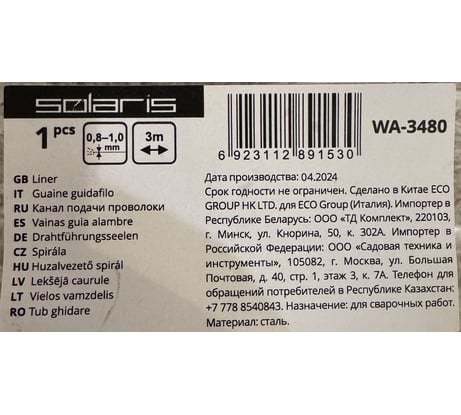 solaris
1 pcs
0,8–1,0
mm
3m
6 923112 891530
WA-3480
GB Liner
IT Guaine guidafilo
RU Канал подачи проволоки
ES Vainas guia alambre
DE Drahtführungsseelen
CZ Spirála
HU Huzalvezető spirál
LV Lekšējā caurule
LT Vielos vamzdelis
RO Tub ghidare
Дата производства: 04.2024
Срок годности не ограничен. Сделано в Китае ECO
GROUP HK LTD. для ECO Group (Италия). Импортер в
Республике Беларусь: ООО «ТД Комплект», 220103,
г. Минск, ул. Кнорина, 50, к. 302А. Импортер в
Российской Федерации: ООО «Садовая техника и
инструменты», 105082, г. Москва, ул. Большая
Почтовая, д. 40, стр. 1, этаж 3, к. 7А. Телефон для
обращений потребителей в Республике Казахстан:
+7 778 8540843. Назначение: для сварочных работ.
Материал: сталь.